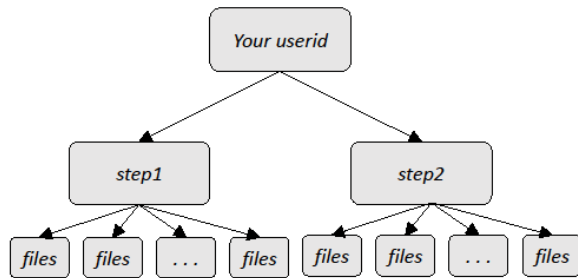 Your userid
step1
step2
files
files
. . .
files
files
files
. . .
files